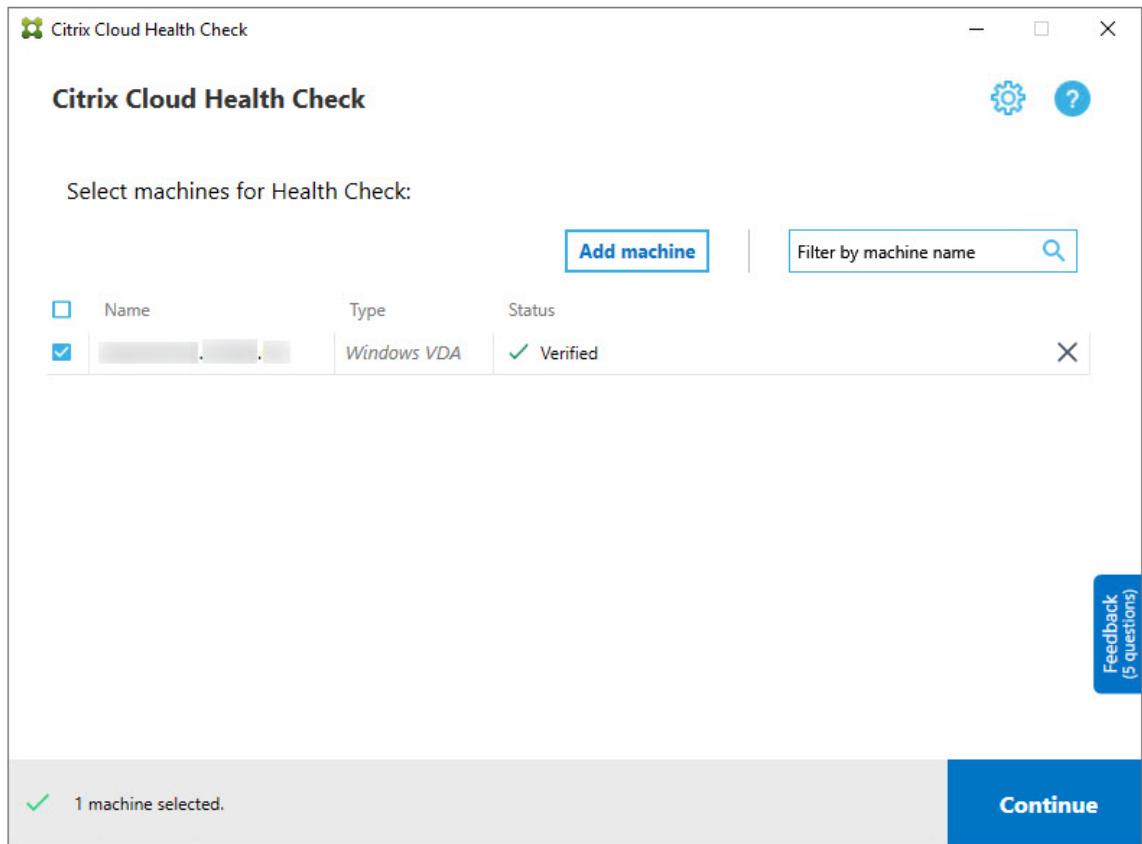 Citrix Cloud Health Check
Citrix Cloud Health Check
?
Select machines for Health Check:
Add machine
Filter by machine name
Name Type Status
Windows VDA Verified
Feedback
(5 questions)
1 machine selected.
Continue